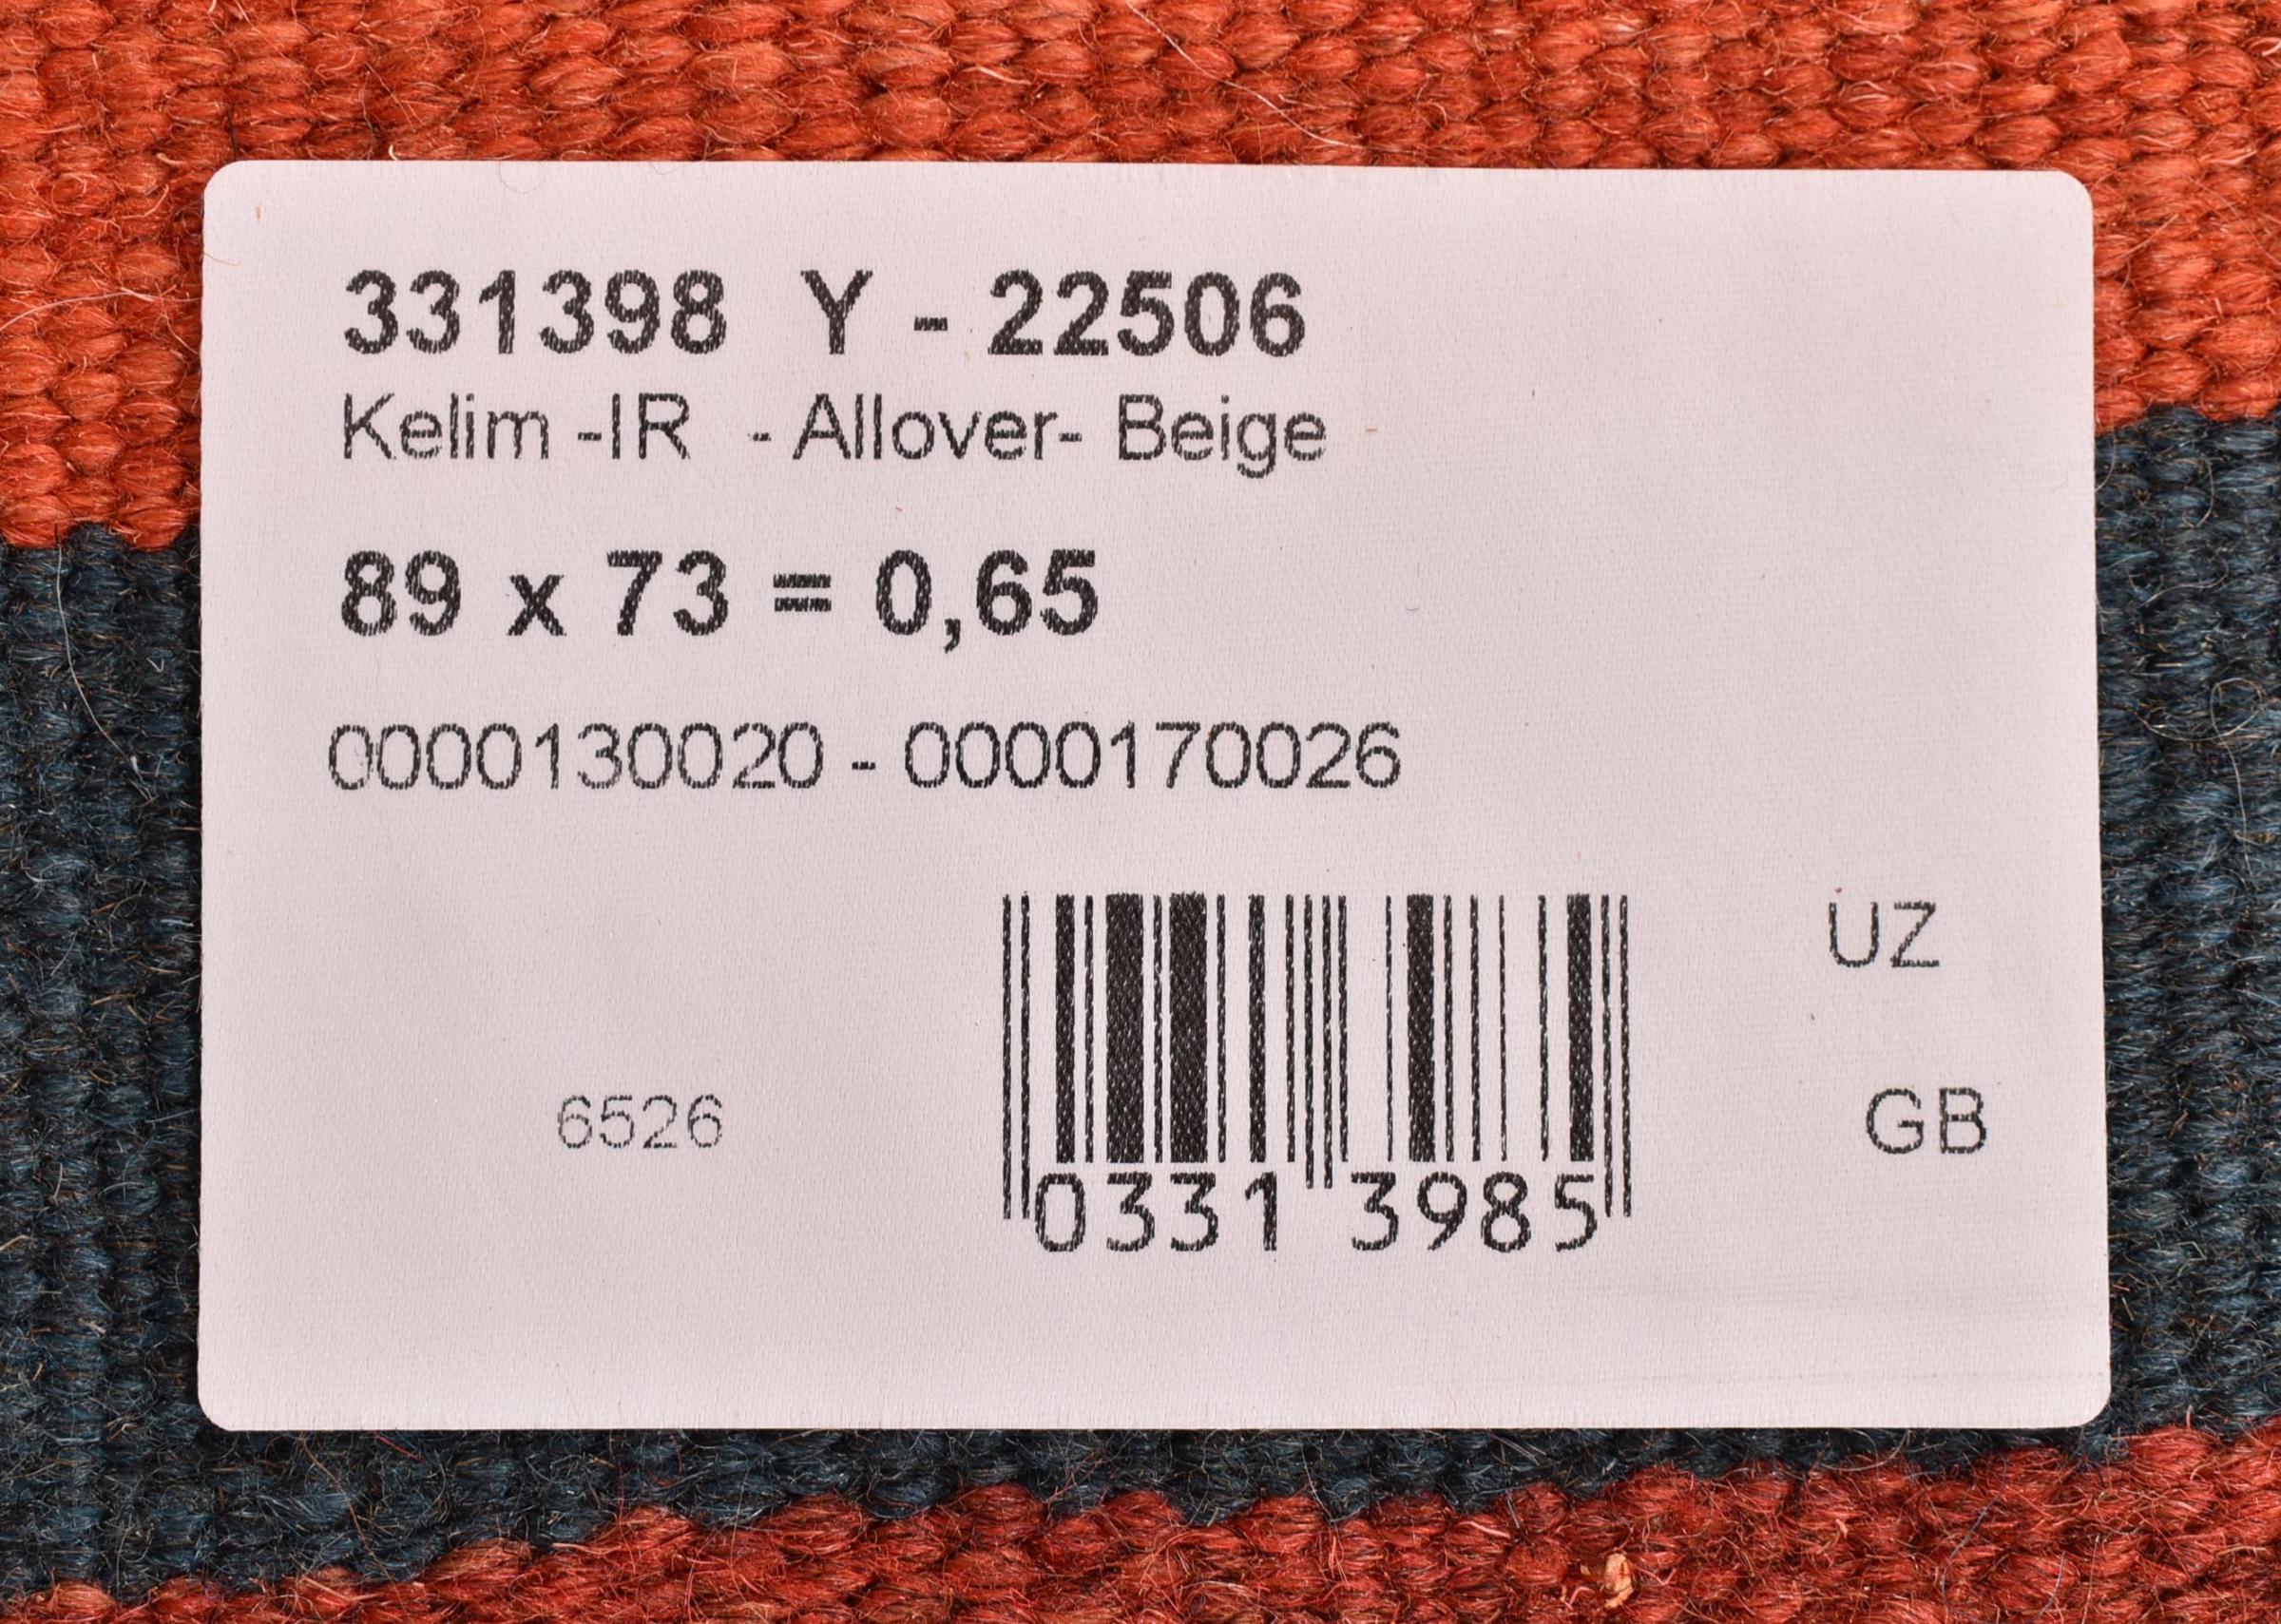 331398 Y - 22506
Kelim -IR - Allover- Beige
89 x 73 = 0,65
0000130020 - 0000170026
UZ
6526
GB
0331 3985